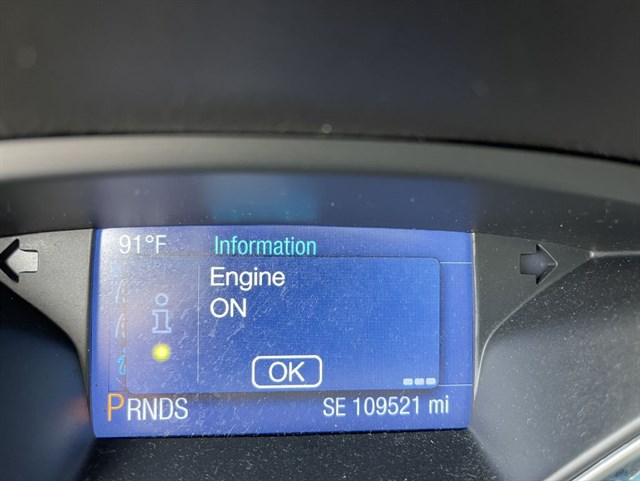 91°F Information
Engine
ON
i
OK
PRNDS SE 109521 mi